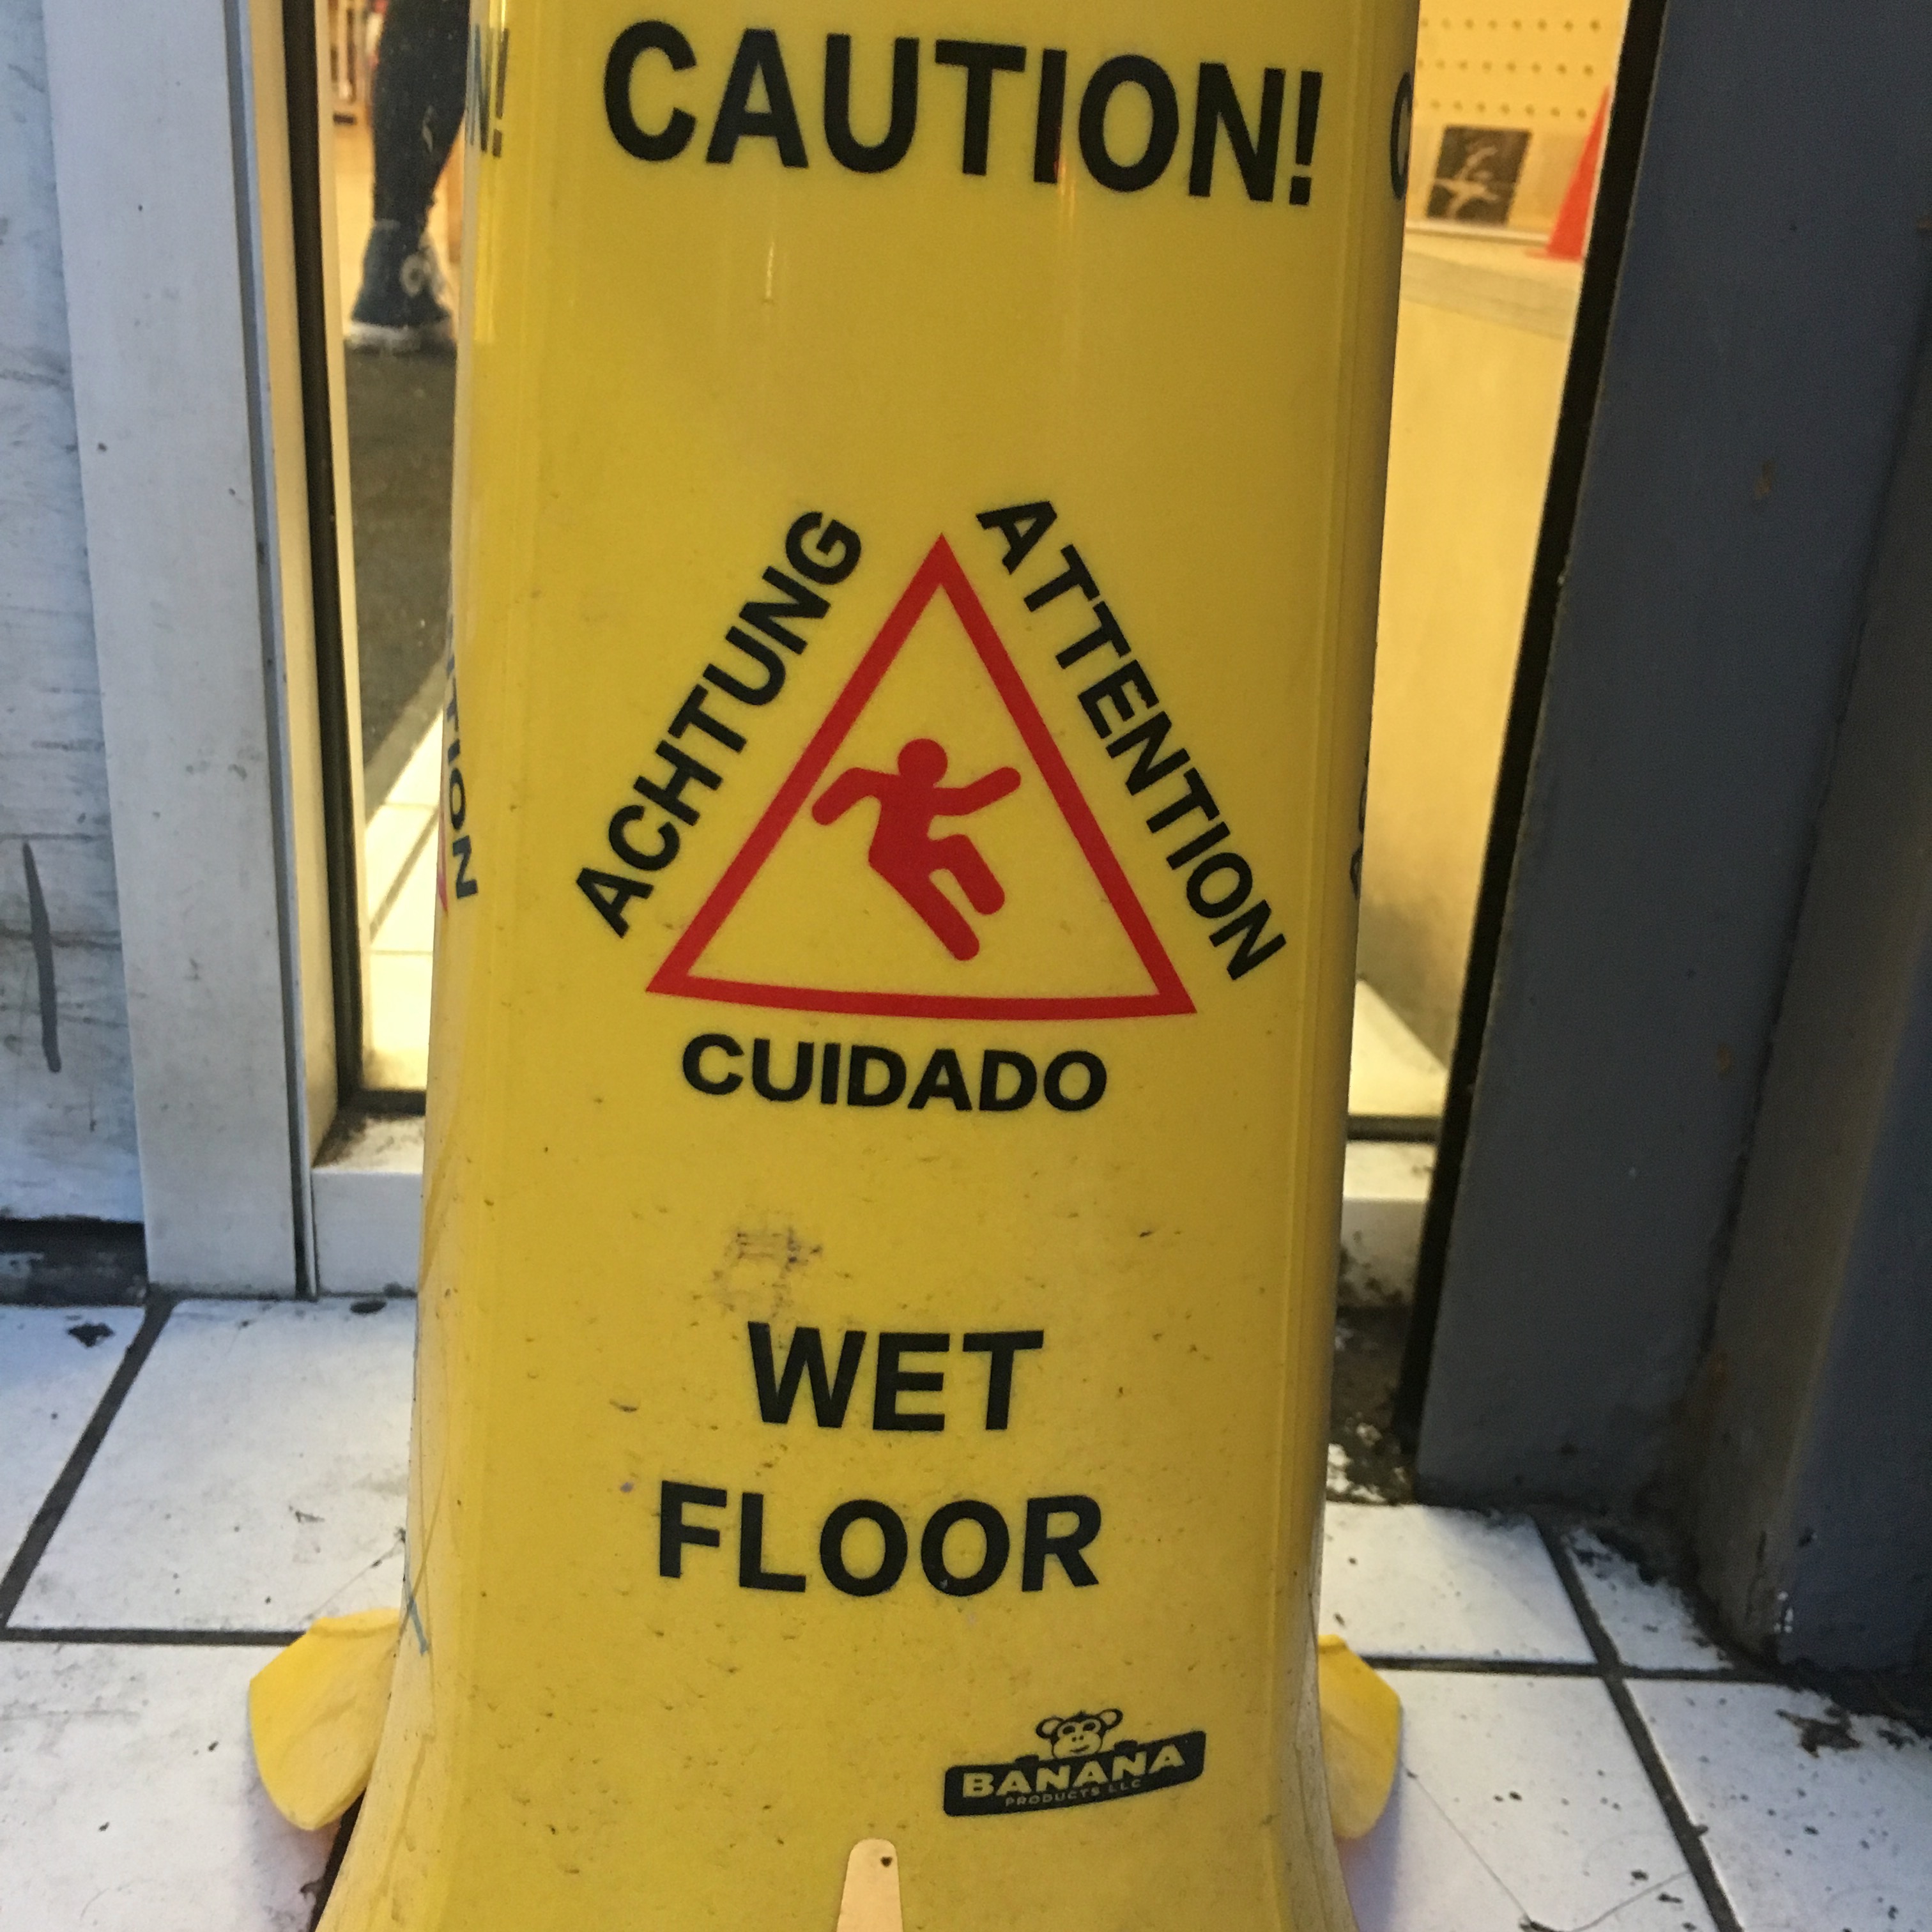 CAUTION!
ACHTUNG
ATTENTION
CUIDADO
WET
FLOOR
BANANA
PRODUCTS LLC